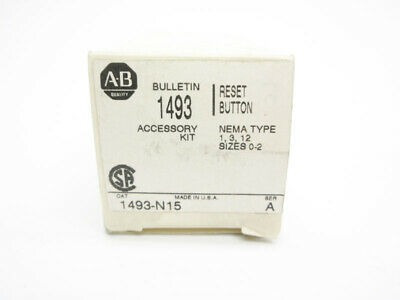 A-B
QUALITY
BULLETIN
1493
ACCESSORY
KIT
RESET
BUTTON
NEMA TYPE
1, 3, 12
SIZES 0-2
SA
CAT
MADE IN U.S.A.
SER
1493-N15
A